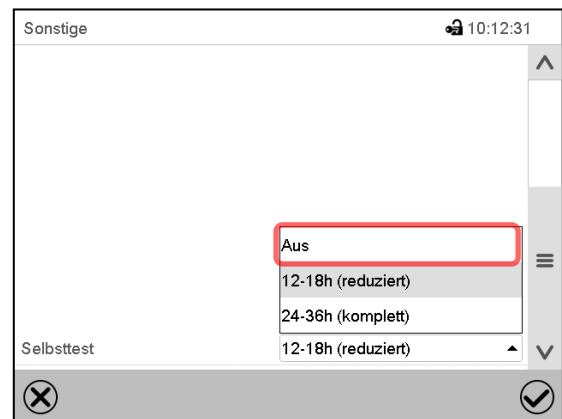 Sonstige 10:12:31
Aus
12-18h (reduziert)
24-36h (komplett)
Selbsttest 12-18h (reduziert)